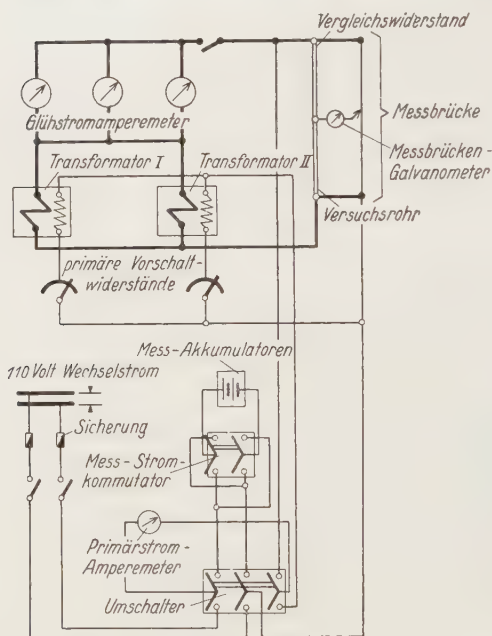 Vergleichswiderstand
Messbrücke
Glühstromamperemeter
Messbrücken-
Galvanometer
Transformator I
Transformator II
Versuchsrohr
primäre Vorschalt-
widerstände
Mess-Akkumulatoren
110 Volt Wechselstrom
Sicherung
Mess-Strom-
kommutator
Primärstrom-
Amperemeter
Umschalter